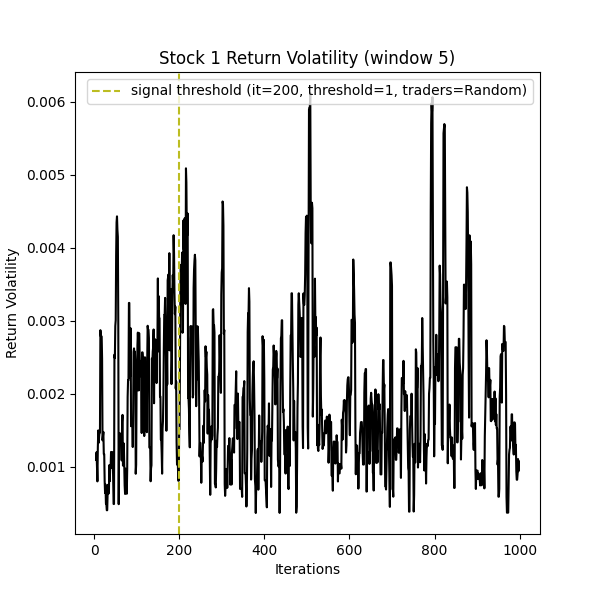 Stock 1 Return Volatility (window 5)
signal threshold (it=200, threshold=1, traders=Random)
0.006
0.005
0.004
0.003
0.002
0.001
Return Volatility
0 200 400 600 800 1000
Iterations